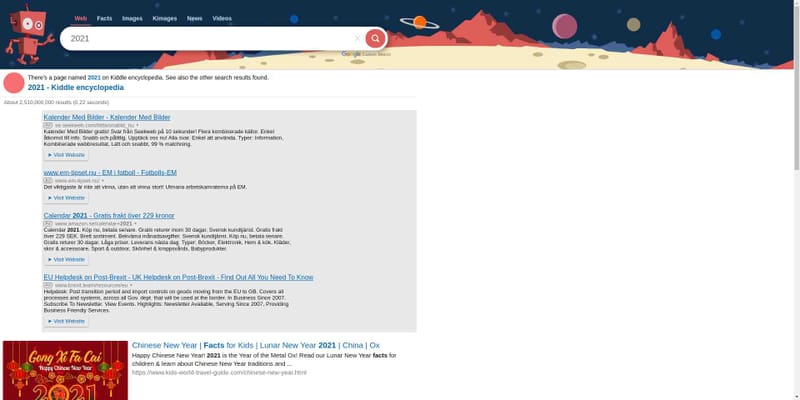 Web Facts Images Kimages News Videos
2021
Google Custom Search
There's a page named 2021 on Kiddle encyclopedia. See also the other search results found.
2021 - Kiddle encyclopedia
About 2,510,000,000 results (0.22 seconds)
Kalender Med Bilder - Kalender Med Bilder
Kalender Med Bilder gratis! Svar från Seekweb på 10 sekunder! Flera kombinerade källor. Enkel
åtkomst till info. Snabb och pålitlig. Upptäck oss nu! Alla svar. Enkel att använda. Typer: Information,
Kombinerade webbresultat, Lätt och snabbt, 99 % matchning.
➤ Visit Website
www.em-tipset.nu - EM i fotboll - Fotbolls-EM
Ad www.em-tipset.nu/
Det viktigaste är inte att vinna, utan att vinna stort! Utmana arbetskamraterna på EM.
➤ Visit Website
Calendar 2021 - Gratis frakt över 229 kronor
Ad www.amazon.se/calendar+2021
Calendar 2021. Köp nu, betala senare. Gratis returer inom 30 dagar. Svensk kundtjänst. Gratis frakt
över 229 SEK. Brett sortiment. Bekväma månadsavgifter. Svensk kundtjänst. Köp nu, betala senare.
Gratis returer 30 dagar. Låga priser. Leverans nästa dag. Typer: Böcker, Elektronik, Hem & kök, Kläder,
skor & accessoare, Sport & outdoor, Skönhet & kroppsvård, Babyprodukter.
➤ Visit Website
EU Helpdesk on Post-Brexit - UK Helpdesk on Post-Brexit - Find Out All You Need To Know
Ad www.brexit.team/resources/eu
Helpdesk: Post transition period and import controls on goods moving from the EU to GB. Covers all
processes and systems, across all Gov. dept. that will be used at the border. In Business Since 2007.
Subscribe To Newsletter. View Events. Highlights: Newsletter Available, Serving Since 2007, Providing
Business Friendly Services.
➤ Visit Website
Chinese New Year | Facts for Kids | Lunar New Year 2021 | China | Ox
Happy Chinese New Year! 2021 is the Year of the Metal Ox! Read our Lunar New Year facts for
children & learn about Chinese New Year traditions and ...
https://www.kids-world-travel-guide.com/chinese-new-year.html
Gong Xi Fa Cai
Happy Chinese New Year
2021